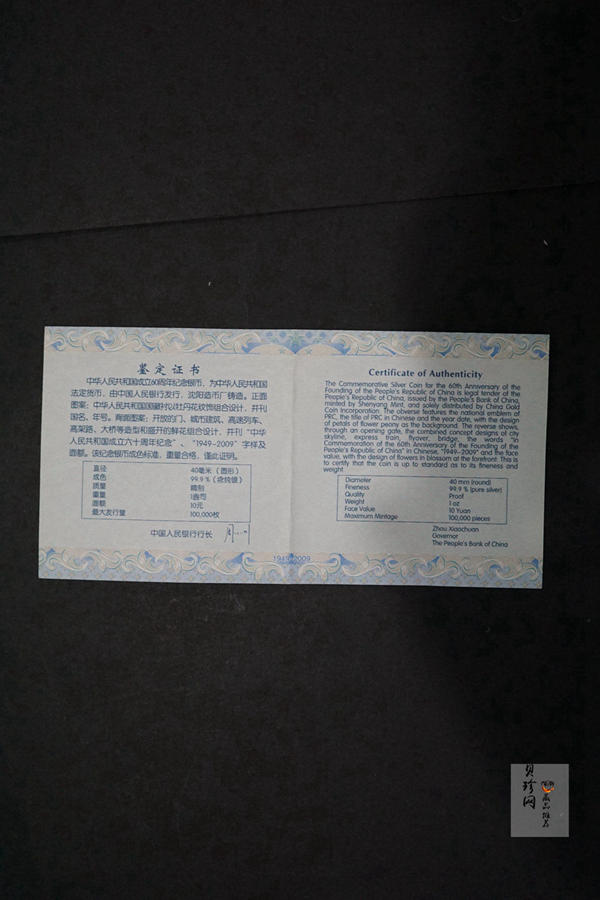 鉴定证书
中华人民共和国成立60周年纪念银币，为中华人民共和国
法定货币，由中国人民银行发行，沈阳造币厂铸造。正面
图案：中华人民共和国国徽衬以牡丹花纹饰组合设计，并刊
国名、年号。背面图案：开放的门、城市建筑、高速列车、
高架路、大桥等造型和盛开的鲜花组合设计，并刊“中华
人民共和国成立六十周年纪念”、“1949-2009”字样及
面额。该纪念银币成色标准，重量合格，谨此证明。
直径 40毫米（圆形）
成色 99.9％（成纯银）
质量 精制
重量 1盎司
面额 10元
最大发行量 100,000枚
中国人民银行行长
Certificate of Authenticity
The Commemorative Silver Coin for the 60th Anniversary of the
Founding of the People's Republic of China is legal tender of the
People's Republic of China, issued by the People's Bank of China,
minted by Shenyang Mint, and solely distributed by China Gold
Coin Incorporation. The obverse features the national emblem of
PRC, the title of PRC in Chinese and the year date, with the design
of petals of flower peony as the background. The reverse shows,
through an opening gate, the combined concept designs of city
skyline, express train, flyover, bridge, the words "In
Commemoration of the 60th Anniversary of the Founding of the
People's Republic of China" in Chinese, "1949-2009" and the face
value, with the design of flowers in blossom at the forefront. This is
to certify that the coin is up to standard as to its fineness and
weight
Diameter 40 mm (round)
Fineness 99.9 % (pure silver)
Quality Proof
Weight 1 oz
Face Value 10 Yuan
Maximum Mintage 100,000 pieces
Zhou Xiaochuan
Governor
The People's Bank of China
1949-2009
贝珍网
藏品推荐